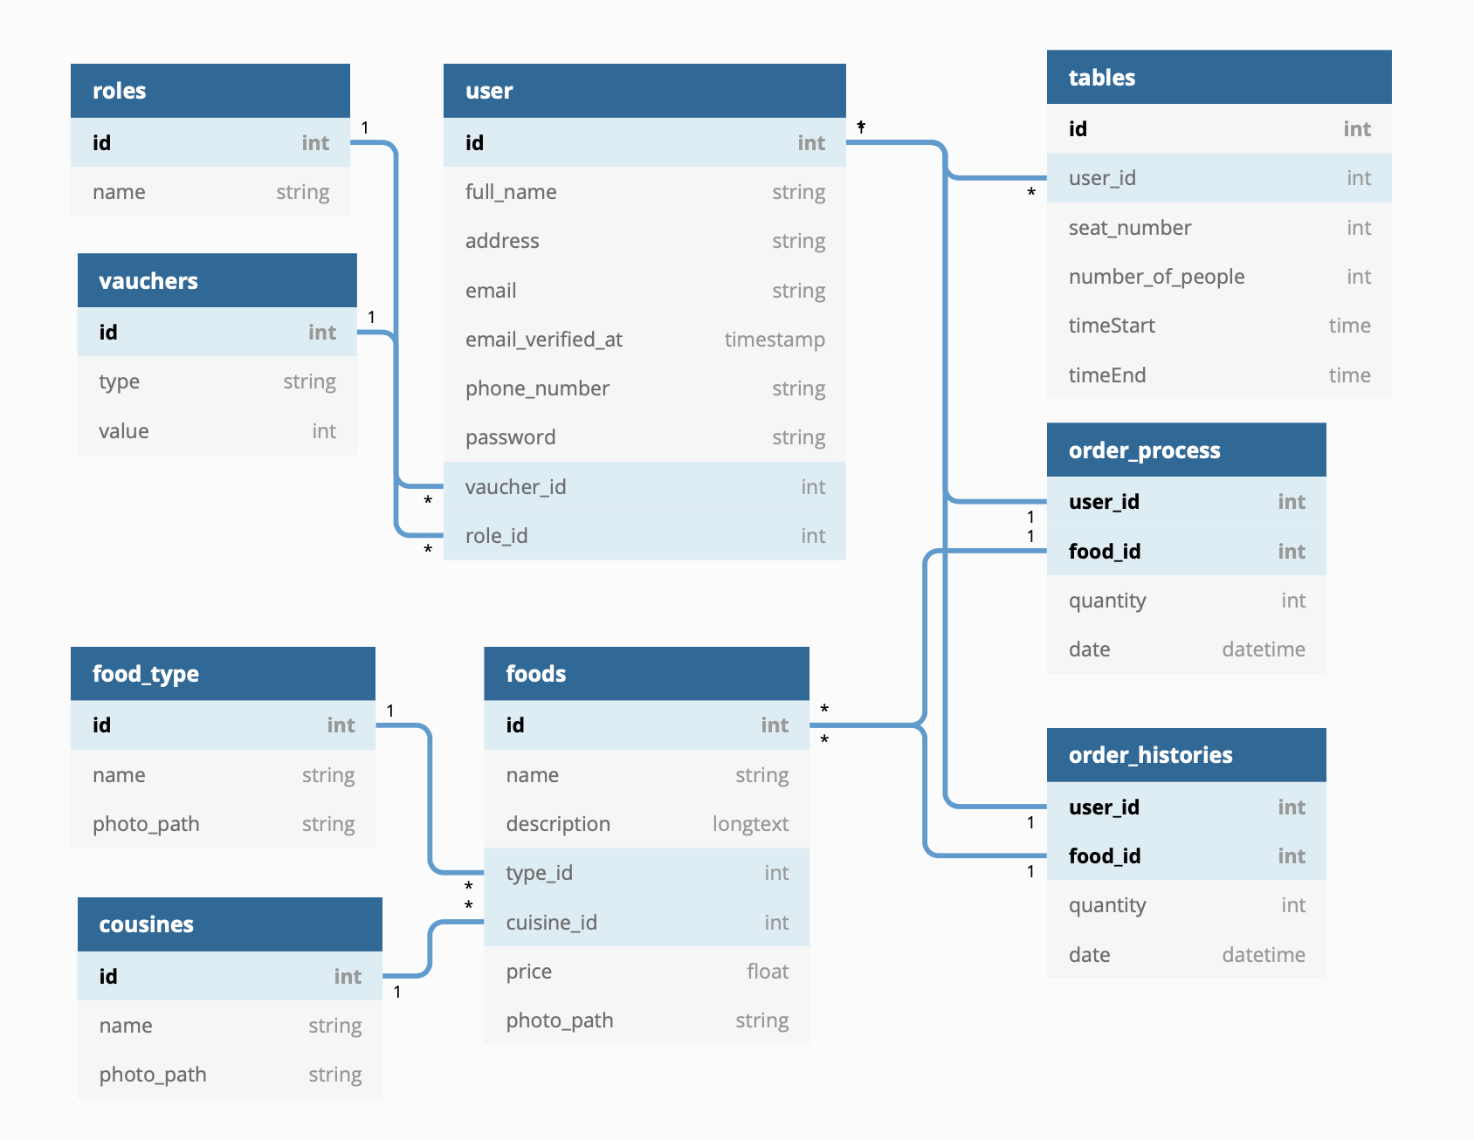 roles
id int
name string
1
vauchers
id int
type string
value int
1
user
id int
full_name string
address string
email string
email_verified_at timestamp
phone_number string
password string
vaucher_id int
role_id int
*
*
*
1
tables
id int
user_id int
seat_number int
number_of_people int
timeStart time
timeEnd time
*
order_process
user_id int
food_id int
quantity int
date datetime
1
1
food_type
id int
name string
photo_path string
1
cousines
id int
name string
photo_path string
1
foods
id int
name string
description longtext
type_id int
cuisine_id int
price float
photo_path string
*
*
*
*
order_histories
user_id int
food_id int
quantity int
date datetime
1
1